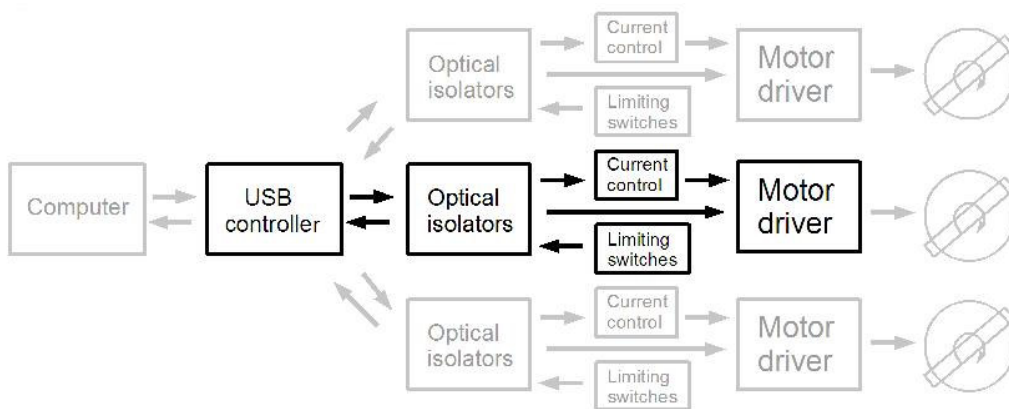 Current
control
Optical
isolators
Motor
driver
Limiting
switches
Computer
USB
controller
Optical
isolators
Current
control
Motor
driver
Limiting
switches
Optical
isolators
Current
control
Motor
driver
Limiting
switches